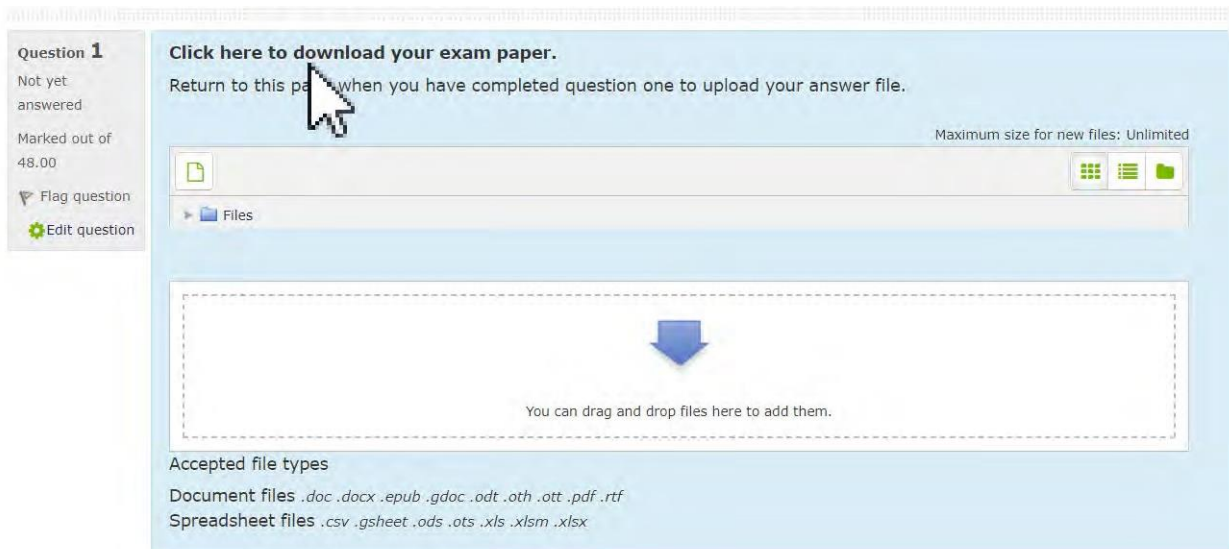 Question 1
Not yet
answered
Marked out of
48.00
Flag question
Edit question
Click here to download your exam paper.
Return to this pa when you have completed question one to upload your answer file.
Maximum size for new files: Unlimited
Files
You can drag and drop files here to add them.
Accepted file types
Document files .doc .docx .epub .gdoc .odt .oth .ott .pdf .rtf
Spreadsheet files .csv .gsheet .ods .ots .xls .xlsm .xlsx